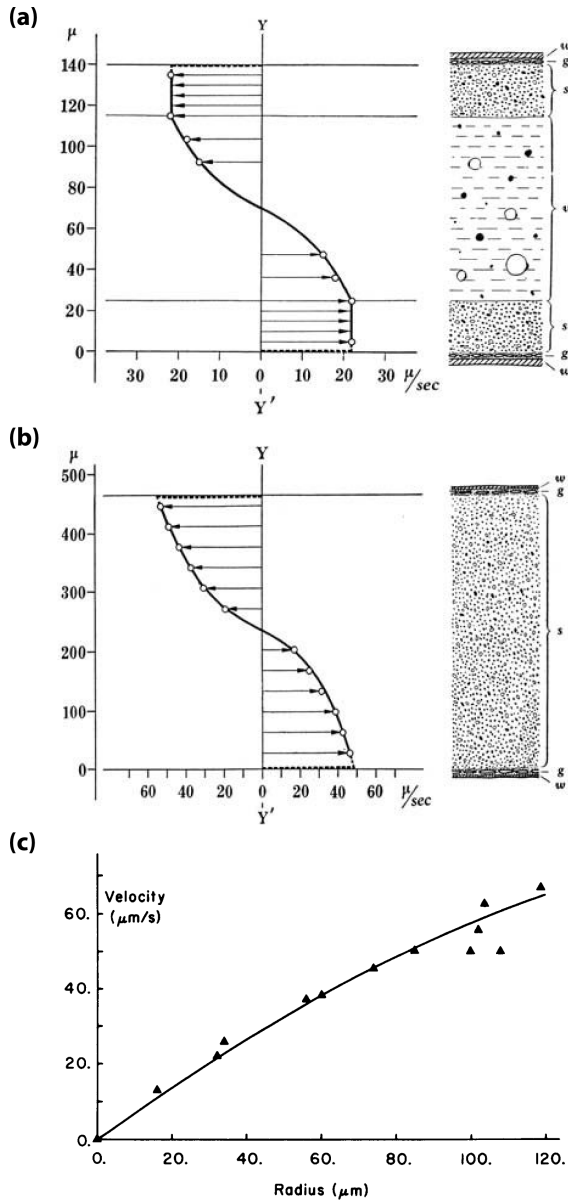 (a)
μ
Y
140
120
100
80
60
40
20
0
20
10
0
10
20
30
μ/sec
Y′
w
g
s
v
s
g
w
(b)
μ
Y
500
400
300
200
100
0
60
40
20
0
20
40
60
μ/sec
Y′
w
g
s
g
w
(c)
Velocity
(μm/s)
60.
40.
20.
0.
0.
20.
40.
60.
80.
100.
120.
Radius (μm)